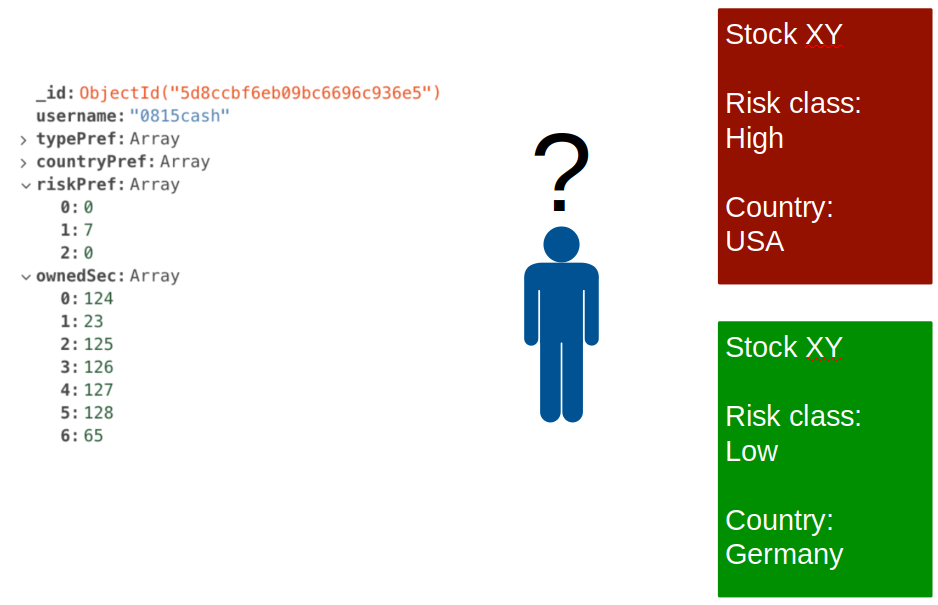 _id: ObjectId("5d8ccbf6eb09bc6696c936e5")
username: "0815cash"
> typePref: Array
> countryPref: Array
∨ riskPref: Array
0: 0
1: 7
2: 0
∨ ownedSec: Array
0: 124
1: 23
2: 125
3: 126
4: 127
5: 128
6: 65
?
Stock XY
Risk class:
High
Country:
USA
Stock XY
Risk class:
Low
Country:
Germany